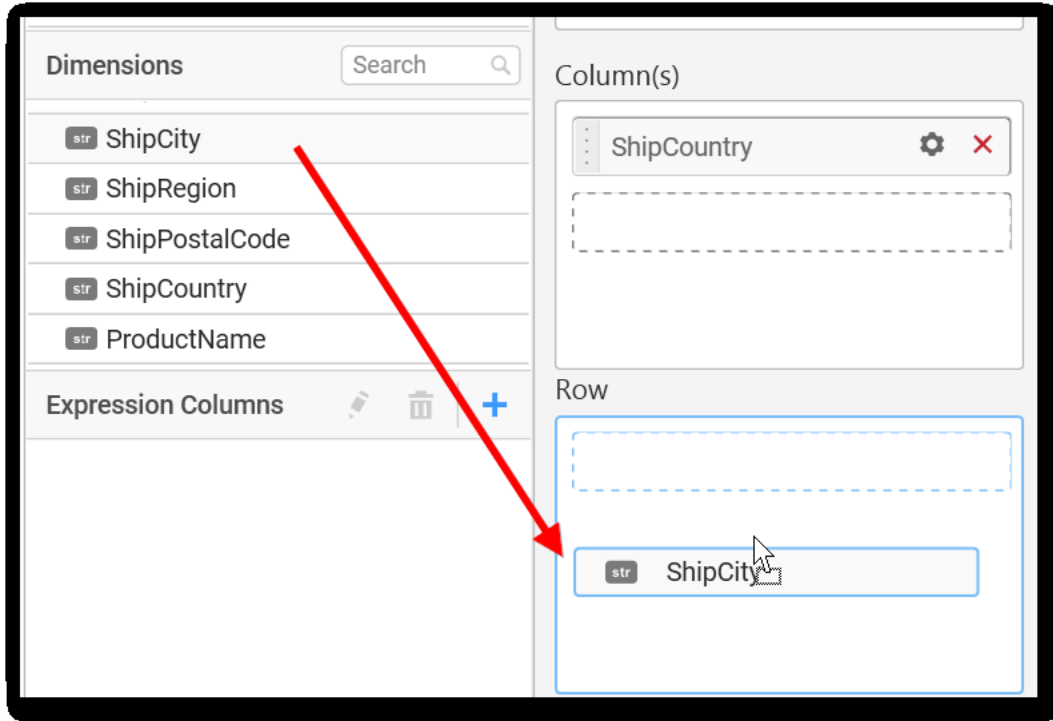 Dimensions
Search
str ShipCity
str ShipRegion
str ShipPostalCode
str ShipCountry
str ProductName
Expression Columns
Column(s)
ShipCountry
Row
str ShipCity